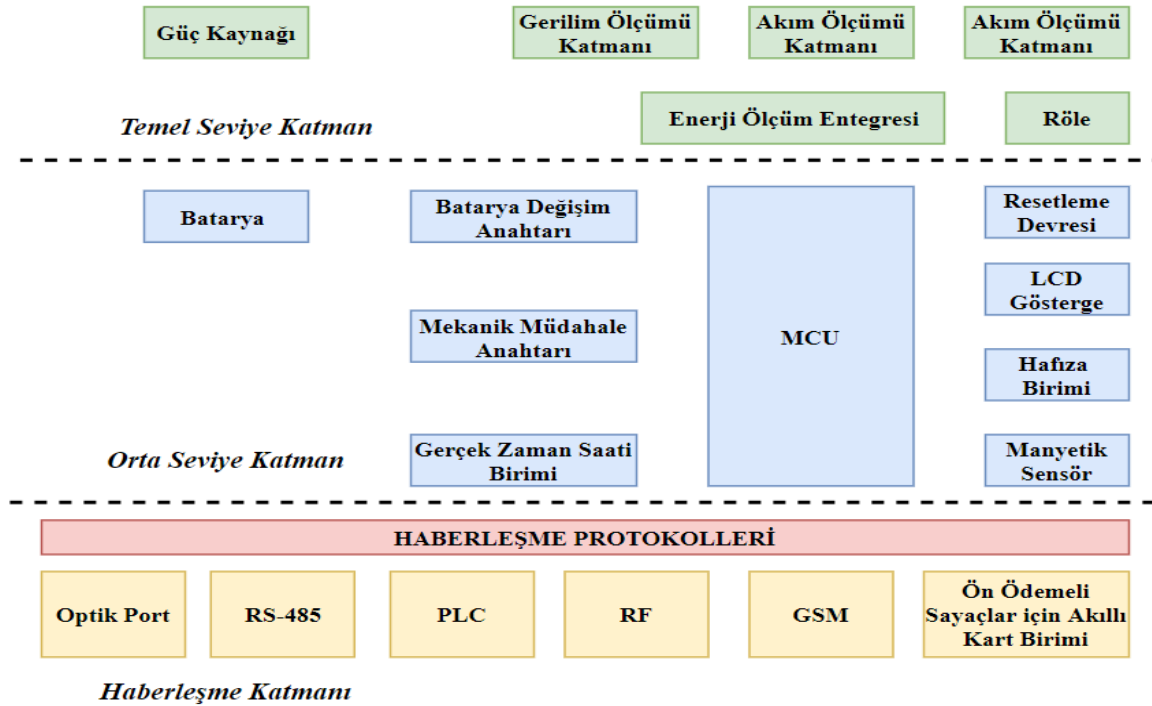 Güç Kaynağı
Gerilim Ölçümü
Katmanı
Akım Ölçümü
Katmanı
Akım Ölçümü
Katmanı
Enerji Ölçüm Entegresi
Röle
Temel Seviye Katman
Batarya
Batarya Değişim
Anahtarı
MCU
Resetleme
Devresi
LCD
Gösterge
Mekanik Müdahale
Anahtarı
Hafıza
Birimi
Gerçek Zaman Saati
Birimi
Manyetik
Sensör
Orta Seviye Katman
HABERLEŞME PROTOKOLLERİ
Optik Port
RS-485
PLC
RF
GSM
Ön Ödemeli
Sayaçlar için Akıllı
Kart Birimi
Haberleşme Katmanı